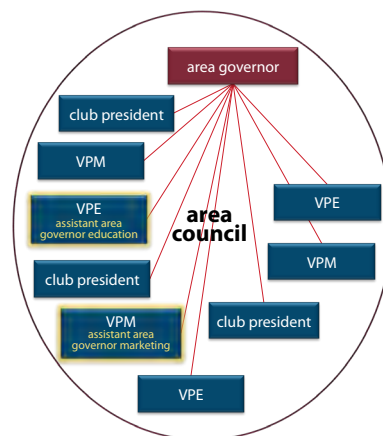 area governor
club president
VPM
VPE
assistant area
governor education
area
council
VPE
VPM
club president
VPM
assistant area
governor marketing
club president
VPE